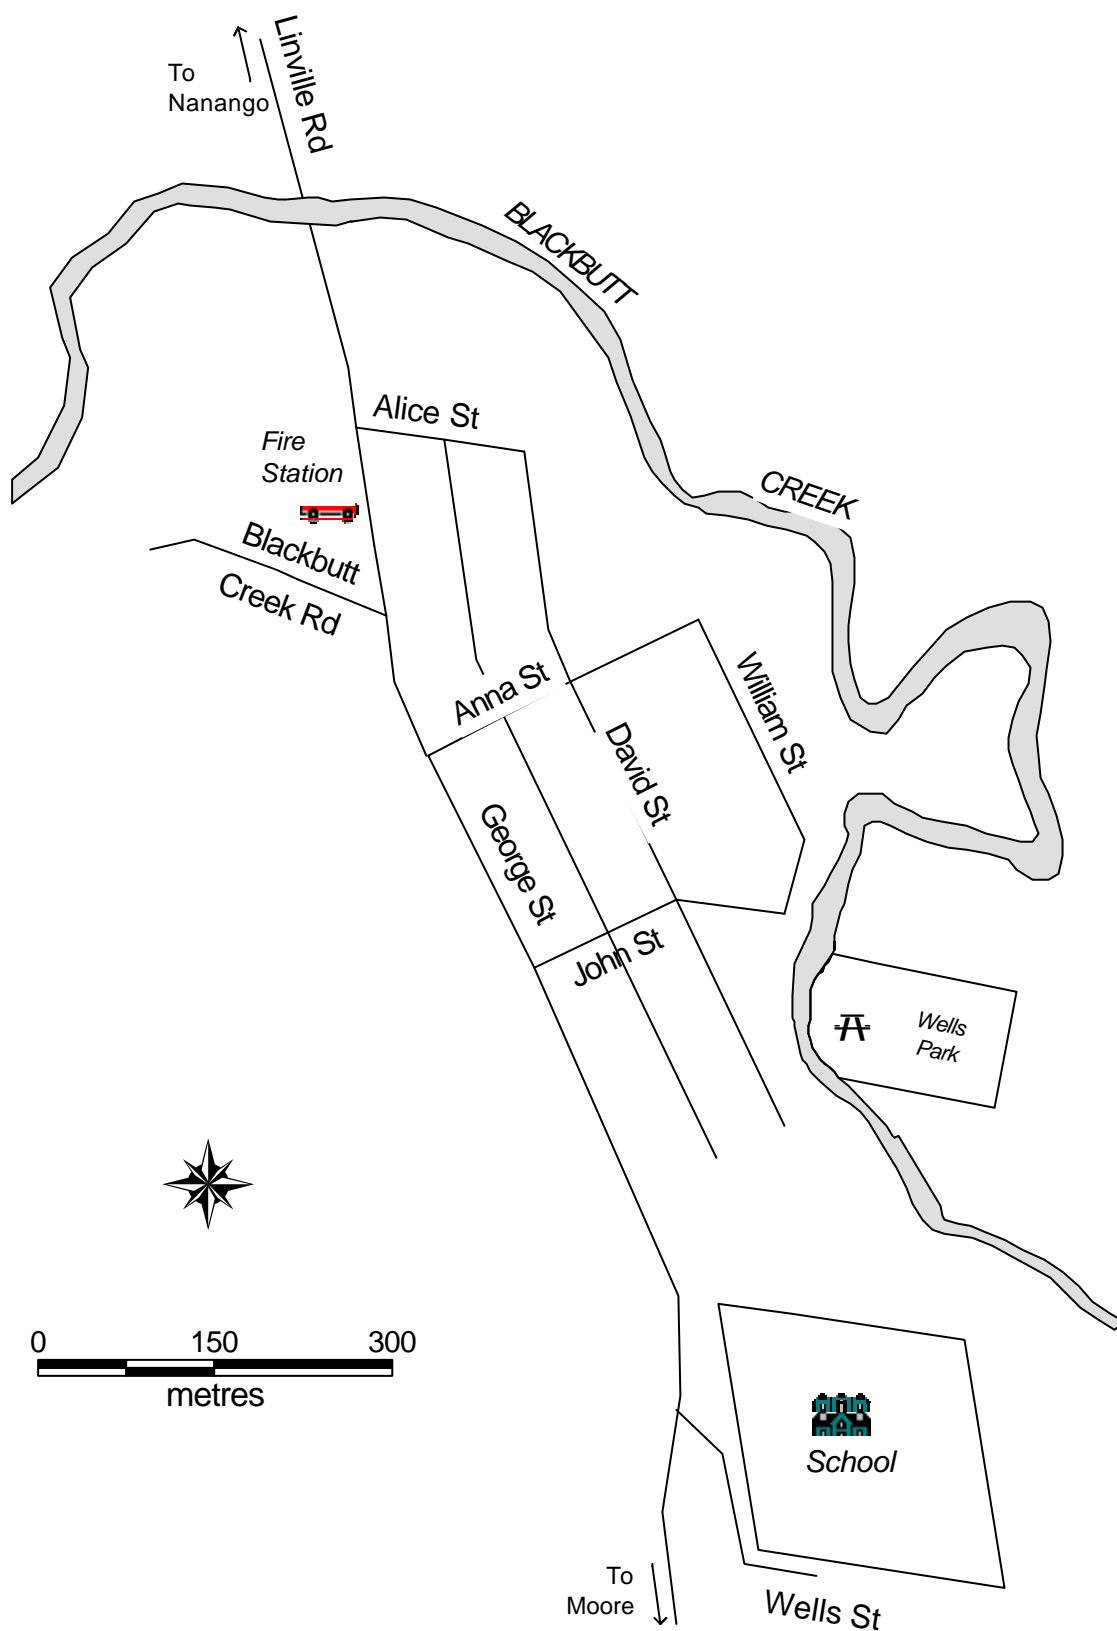 Linville Rd
To
Nanango
BLACKBUTT
CREEK
Alice St
Fire
Station
Blackbutt
Creek Rd
Anna St
William St
David St
George St
John St
Wells
Park
0 150 300
metres
School
To
Moore
Wells St